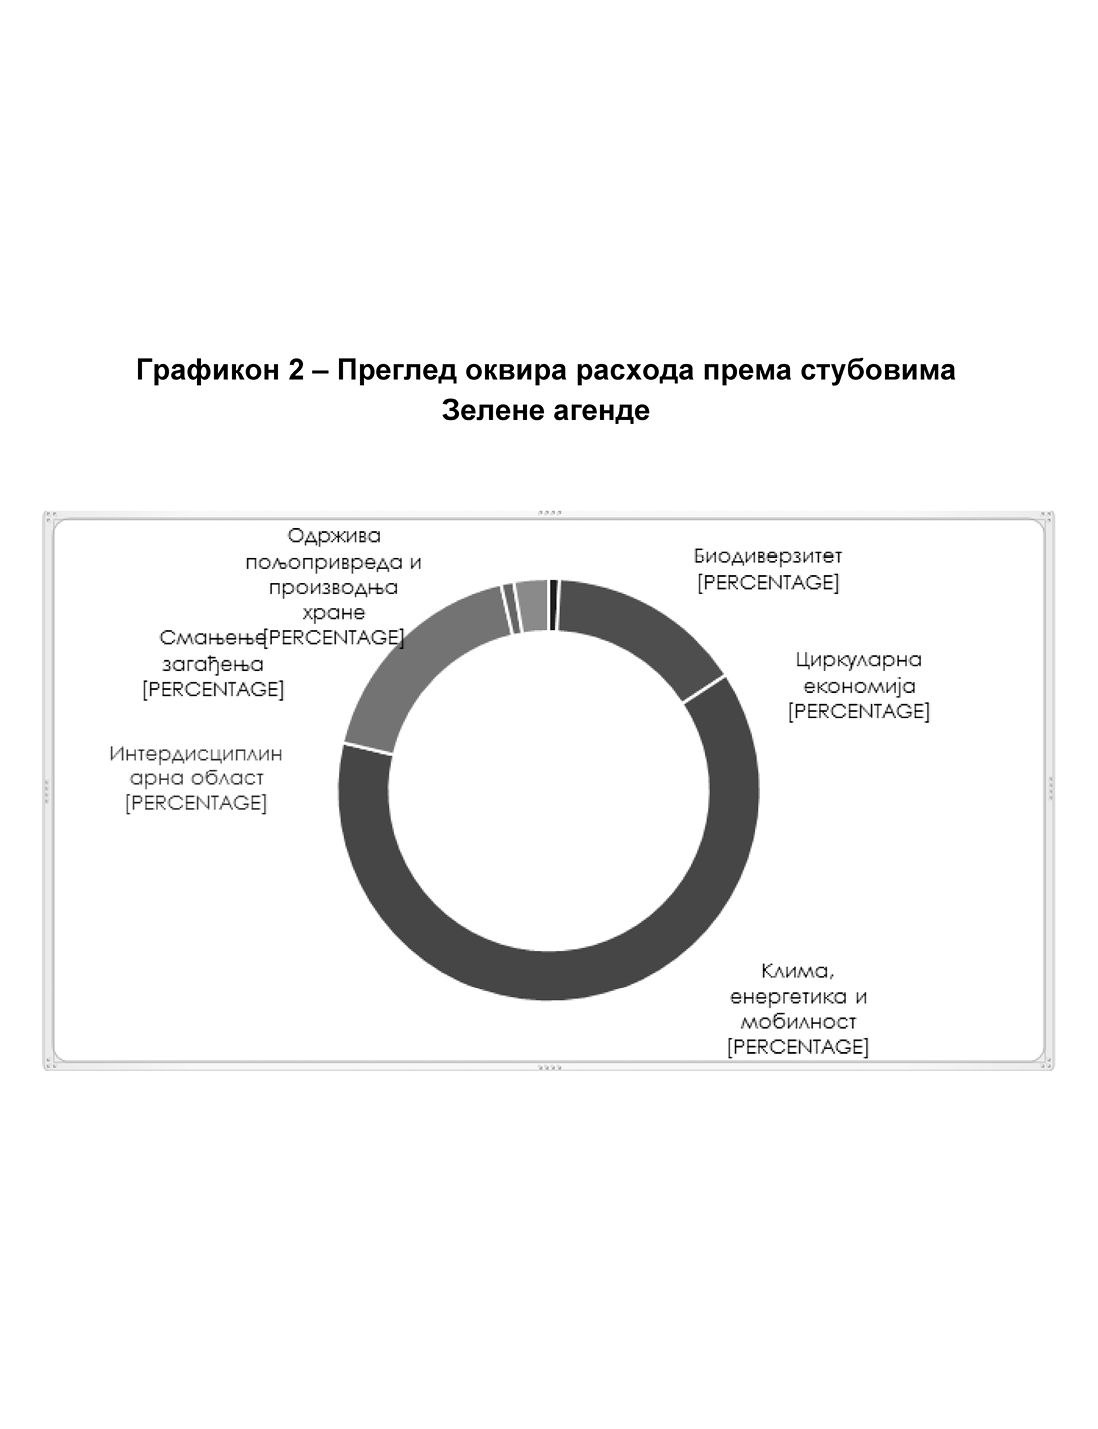 Графикон 2 – Преглед оквира расхода према стубовима
Зелене агенде
Одржива
пољопривреда и
производња
хране
[PERCENTAGE]
Смањење
загађења
[PERCENTAGE]
Интердисциплин
арна област
[PERCENTAGE]
Биодиверзитет
[PERCENTAGE]
Циркуларна
економија
[PERCENTAGE]
Клима,
енергетика и
мобилност
[PERCENTAGE]